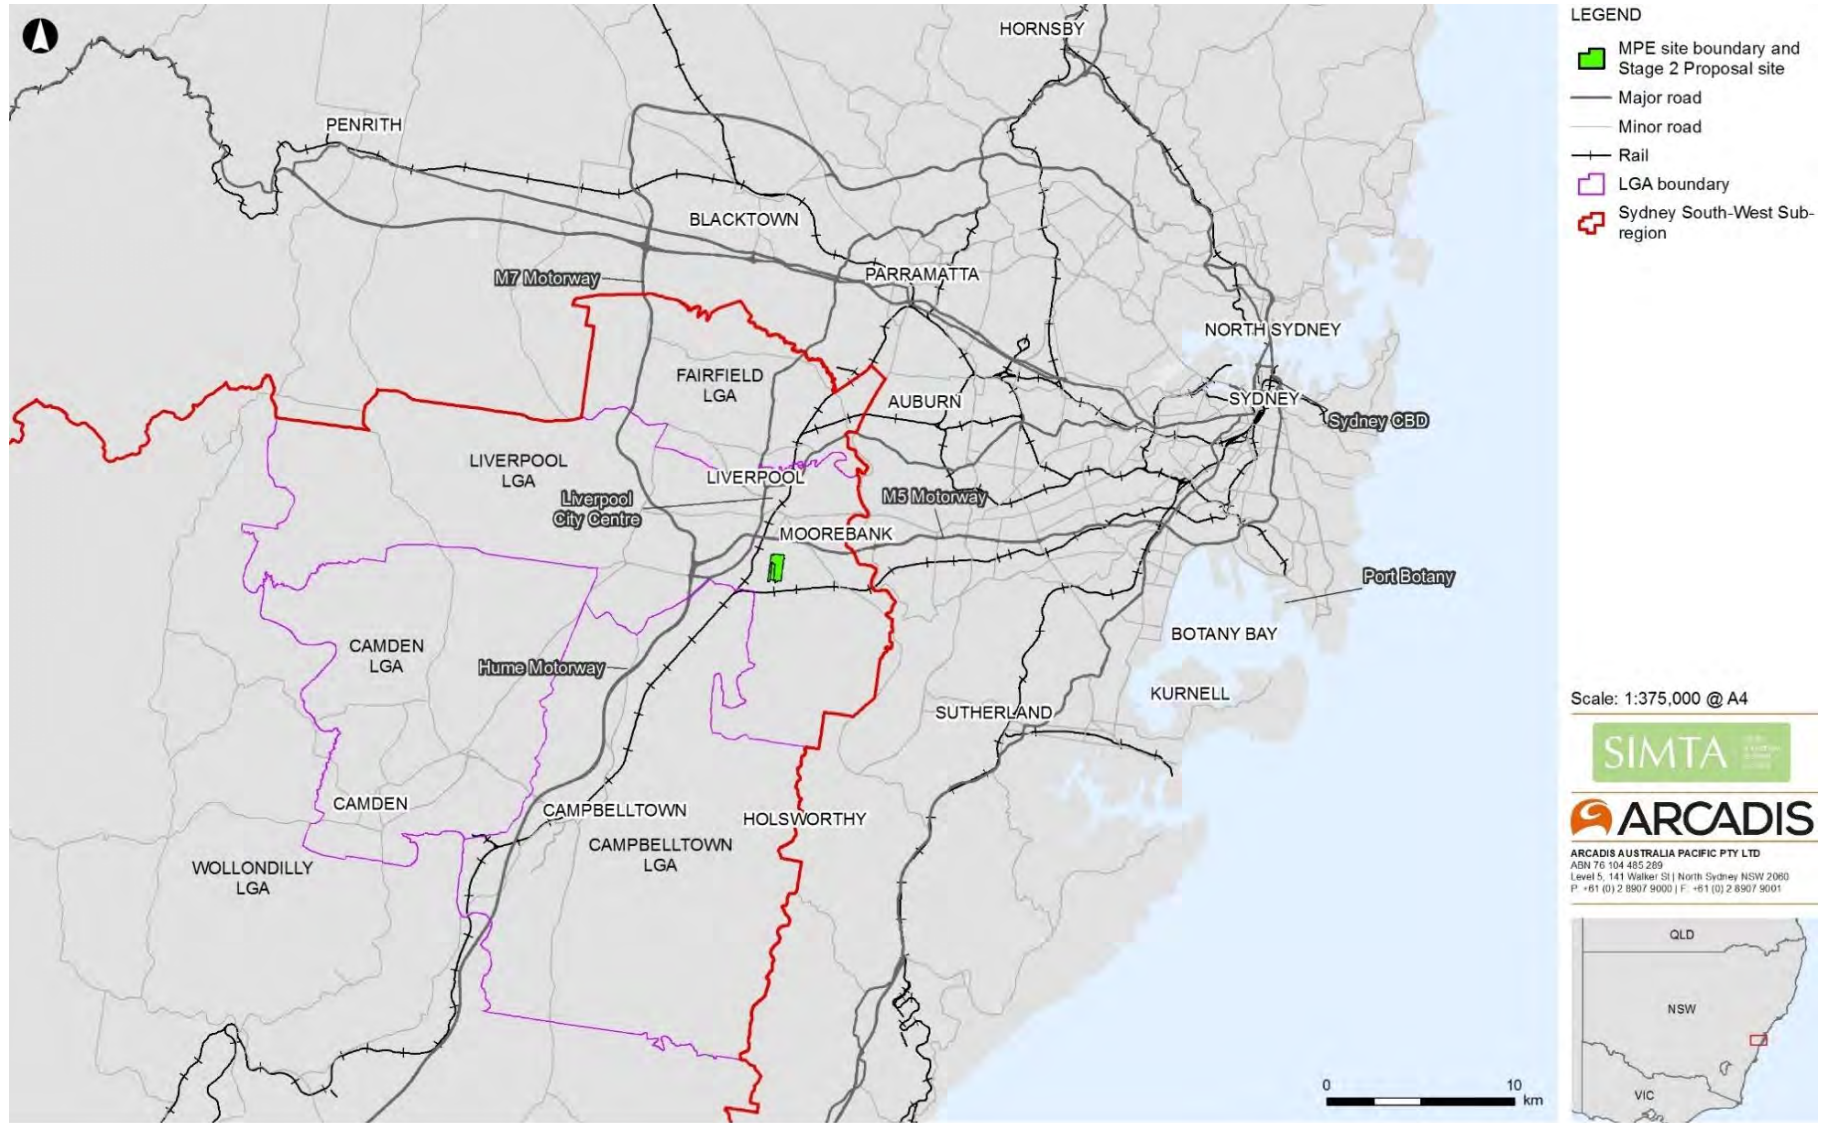 HORNSBY
PENRITH
BLACKTOWN
M7 Motorway
PARRAMATTA
NORTH SYDNEY
FAIRFIELD
LGA
AUBURN
SYDNEY
Sydney CBD
LIVERPOOL
LGA
LIVERPOOL
Liverpool
City Centre
M5 Motorway
MOOREBANK
Port Botany
BOTANY BAY
CAMDEN
LGA
Hume Motorway
KURNELL
SUTHERLAND
CAMDEN
CAMPBELLTOWN
HOLSWORTHY
CAMPBELLTOWN
LGA
WOLLONDILLY
LGA
0 10
km
LEGEND
MPE site boundary and
Stage 2 Proposal site
Major road
Minor road
Rail
LGA boundary
Sydney South-West Sub-
region
Scale: 1:375,000 @ A4
SIMTA
ARCADIS
ARCADIS AUSTRALIA PACIFIC PTY LTD
ABN 76 104 485 289
Level 5, 141 Walker St | North Sydney NSW 2060
P: +61 (0) 2 8907 9000 | F: +61 (0) 2 8907 9001
QLD
NSW
VIC